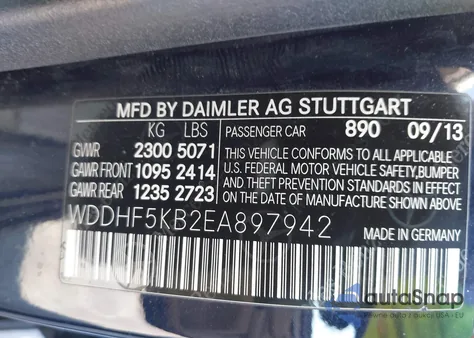 MFD BY DAIMLER AG STUTTGART
KG LBS PASSENGER CAR 890 09/13
GVWR 2300 5071 THIS VEHICLE CONFORMS TO ALL
GAWR FRONT 1095 2414 FEDERAL MOTOR VEHICLE SAFETY,BUMPER
GAWR REAR 1235 2723 AND THEFT PREVENTION STANDARDS IN
EFFECT ON THE DATE OF MFR SHOWN ABOVE
WDDHF5KB2EA897942
MADE IN GERMANY
autoSnap